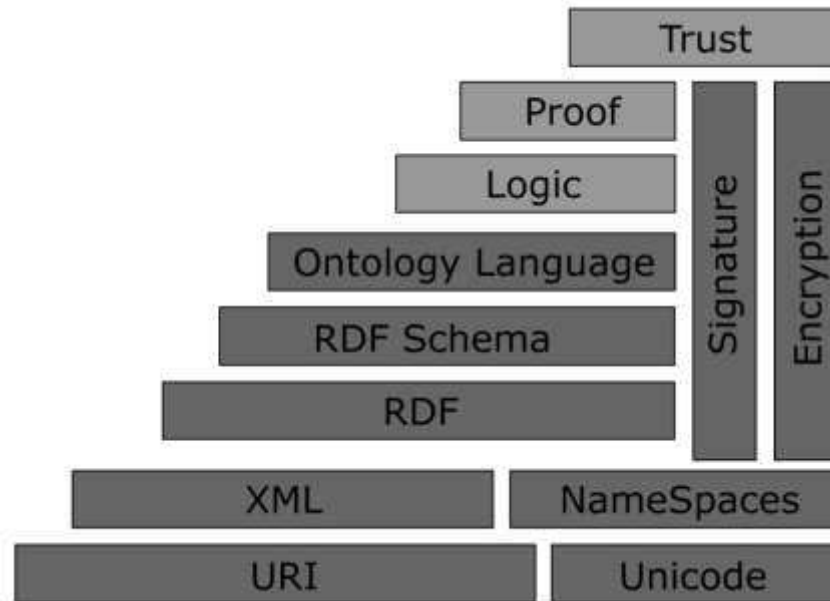 Trust
Proof
Logic
Ontology Language
RDF Schema
RDF
Signature
Encryption
XML
NameSpaces
URI
Unicode